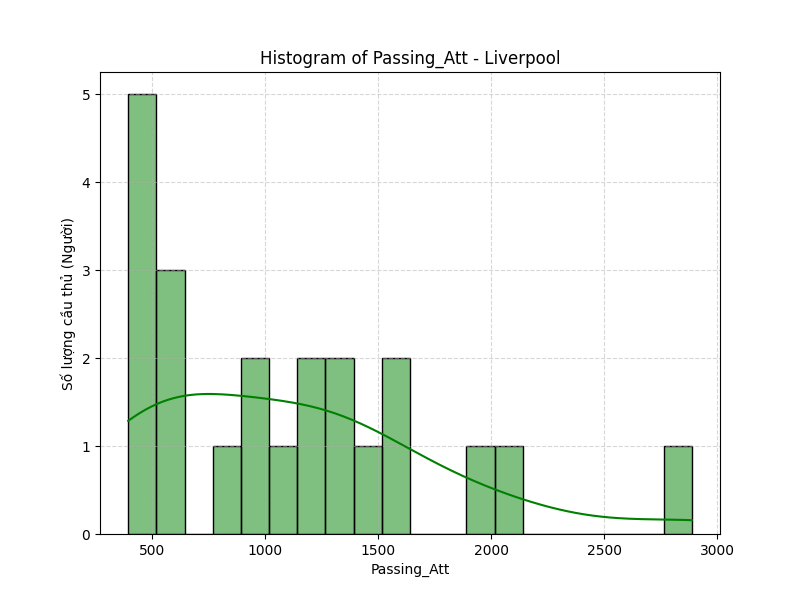 Histogram of Passing_Att - Liverpool
Số lượng cầu thủ (Người)
5
4
3
2
1
0
500 1000 1500 2000 2500 3000
Passing_Att